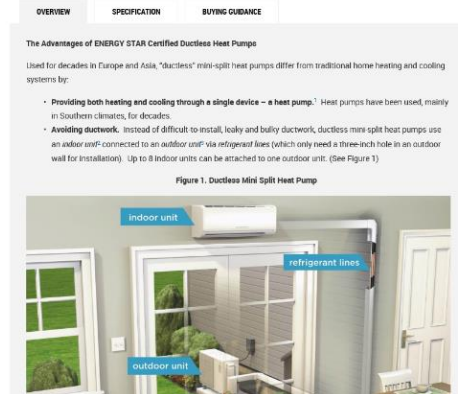 OVERVIEW SPECIFICATION BUYING GUIDANCE
The Advantages of ENERGY STAR Certified Ductless Heat Pumps
Used for decades in Europe and Asia, "ductless" mini-split heat pumps differ from traditional home heating and cooling
systems by:
• Providing both heating and cooling through a single device – a heat pump.¹ Heat pumps have been used, mainly
in Southern climates, for decades.
• Avoiding ductwork. Instead of difficult-to-install, leaky and bulky ductwork, ductless mini-split heat pumps use
an indoor unit² connected to an outdoor unit³ via refrigerant lines (which only need a three-inch hole in an outdoor
wall for installation). Up to 8 indoor units can be attached to one outdoor unit. (See Figure 1)
Figure 1. Ductless Mini Split Heat Pump
indoor unit
refrigerant lines
outdoor unit